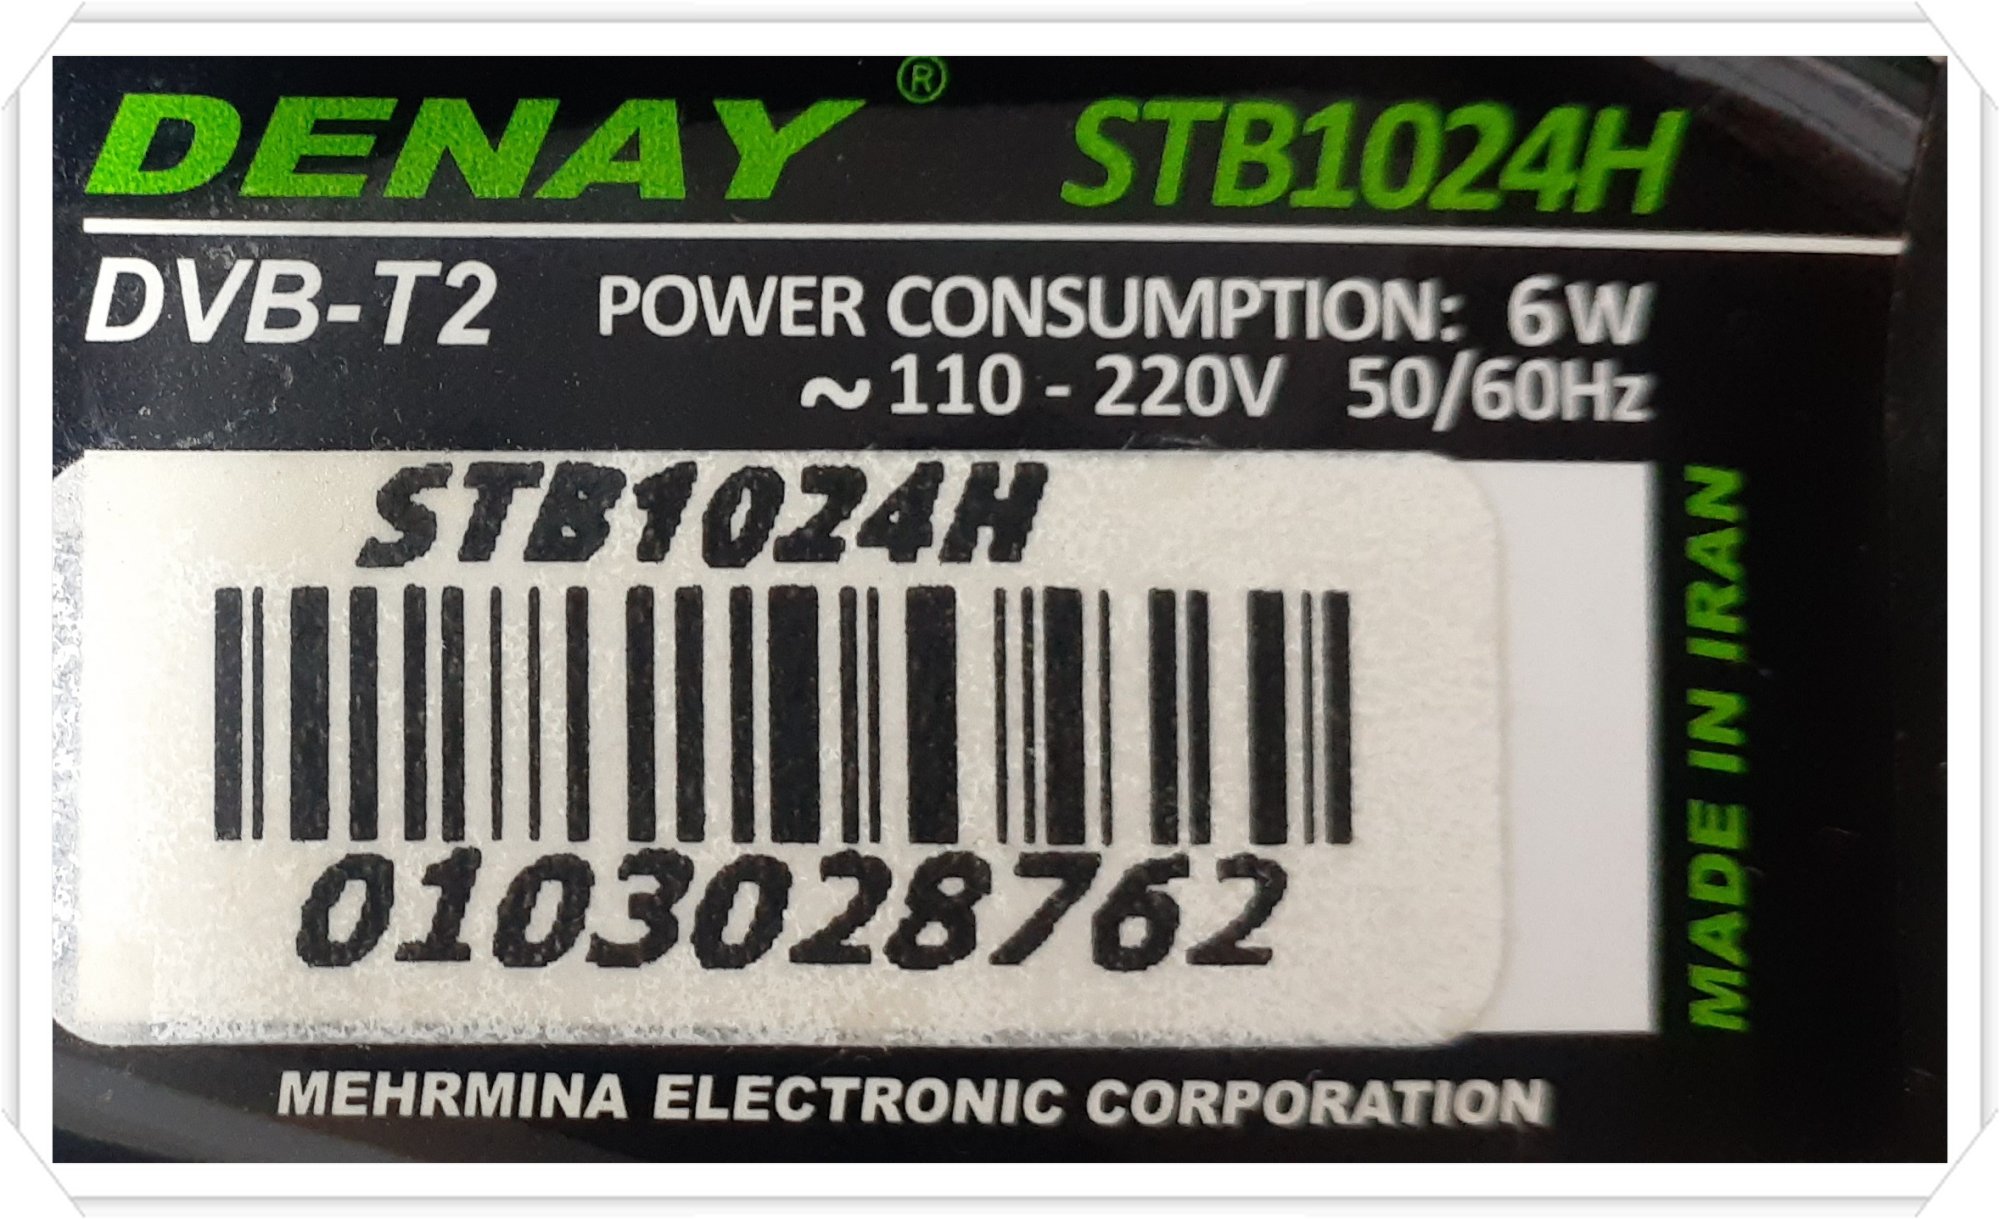 DENAY ® STB1024H
DVB-T2 POWER CONSUMPTION: 6W
~110 - 220V 50/60Hz
STB1024H
0103028762
MADE IN IRAN
MEHRMINA ELECTRONIC CORPORATION